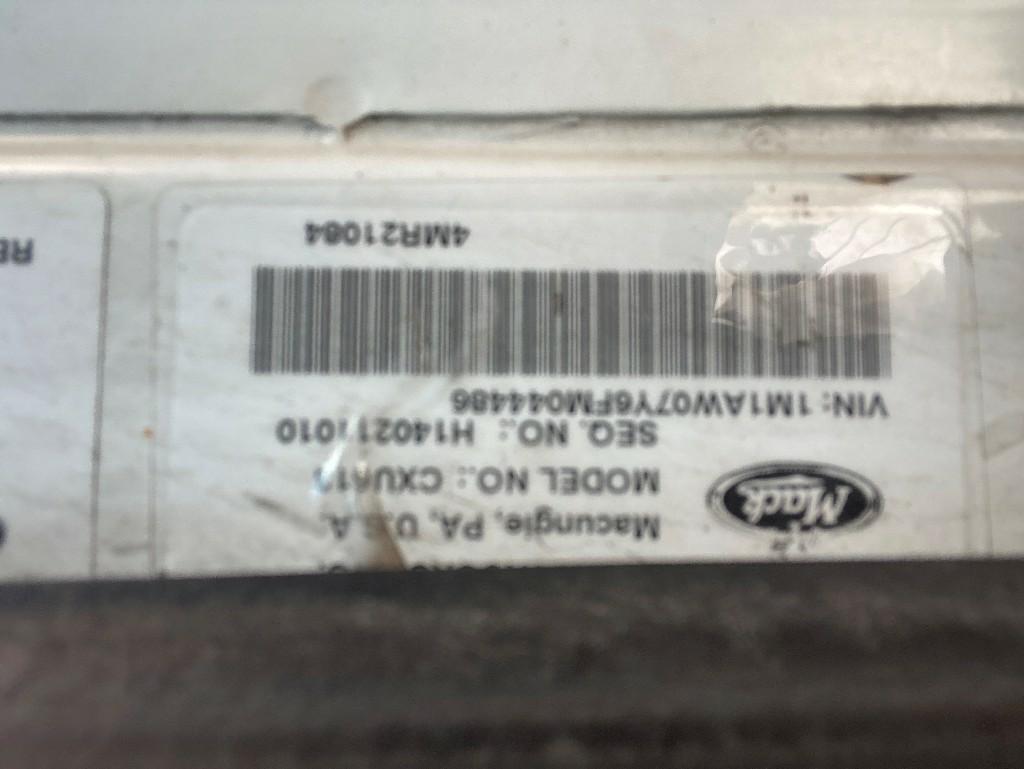 Macungie, PA, U.S.A.
Mack
MODEL NO.: CXU613
SEQ. NO.: H140211010
VIN: 1M1AW07Y6FM044486
4MR21084